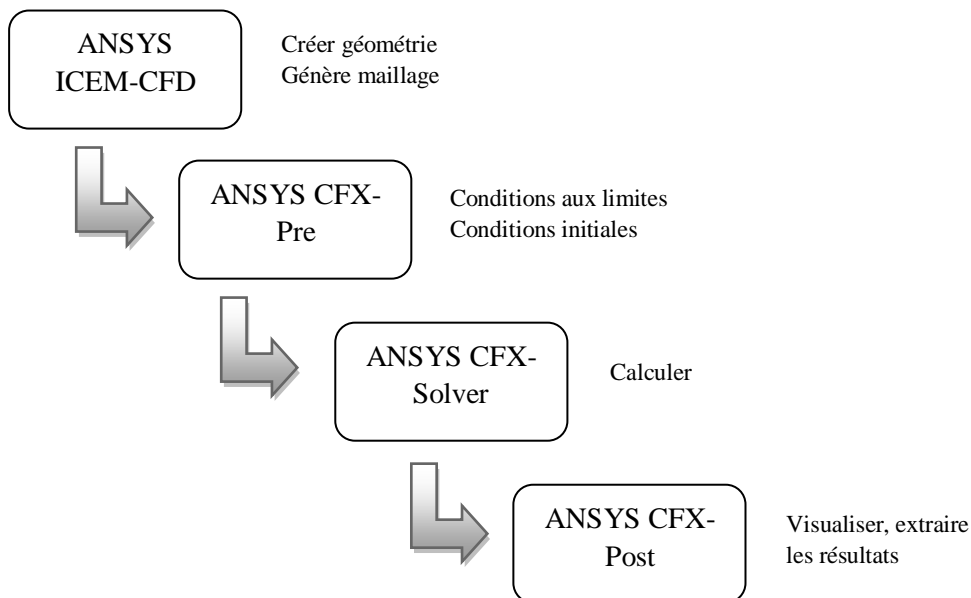 ANSYS
ICEM-CFD
Créer géométrie
Génère maillage
ANSYS CFX-
Pre
Conditions aux limites
Conditions initiales
ANSYS CFX-
Solver
Calculer
ANSYS CFX-
Post
Visualiser, extraire
les résultats